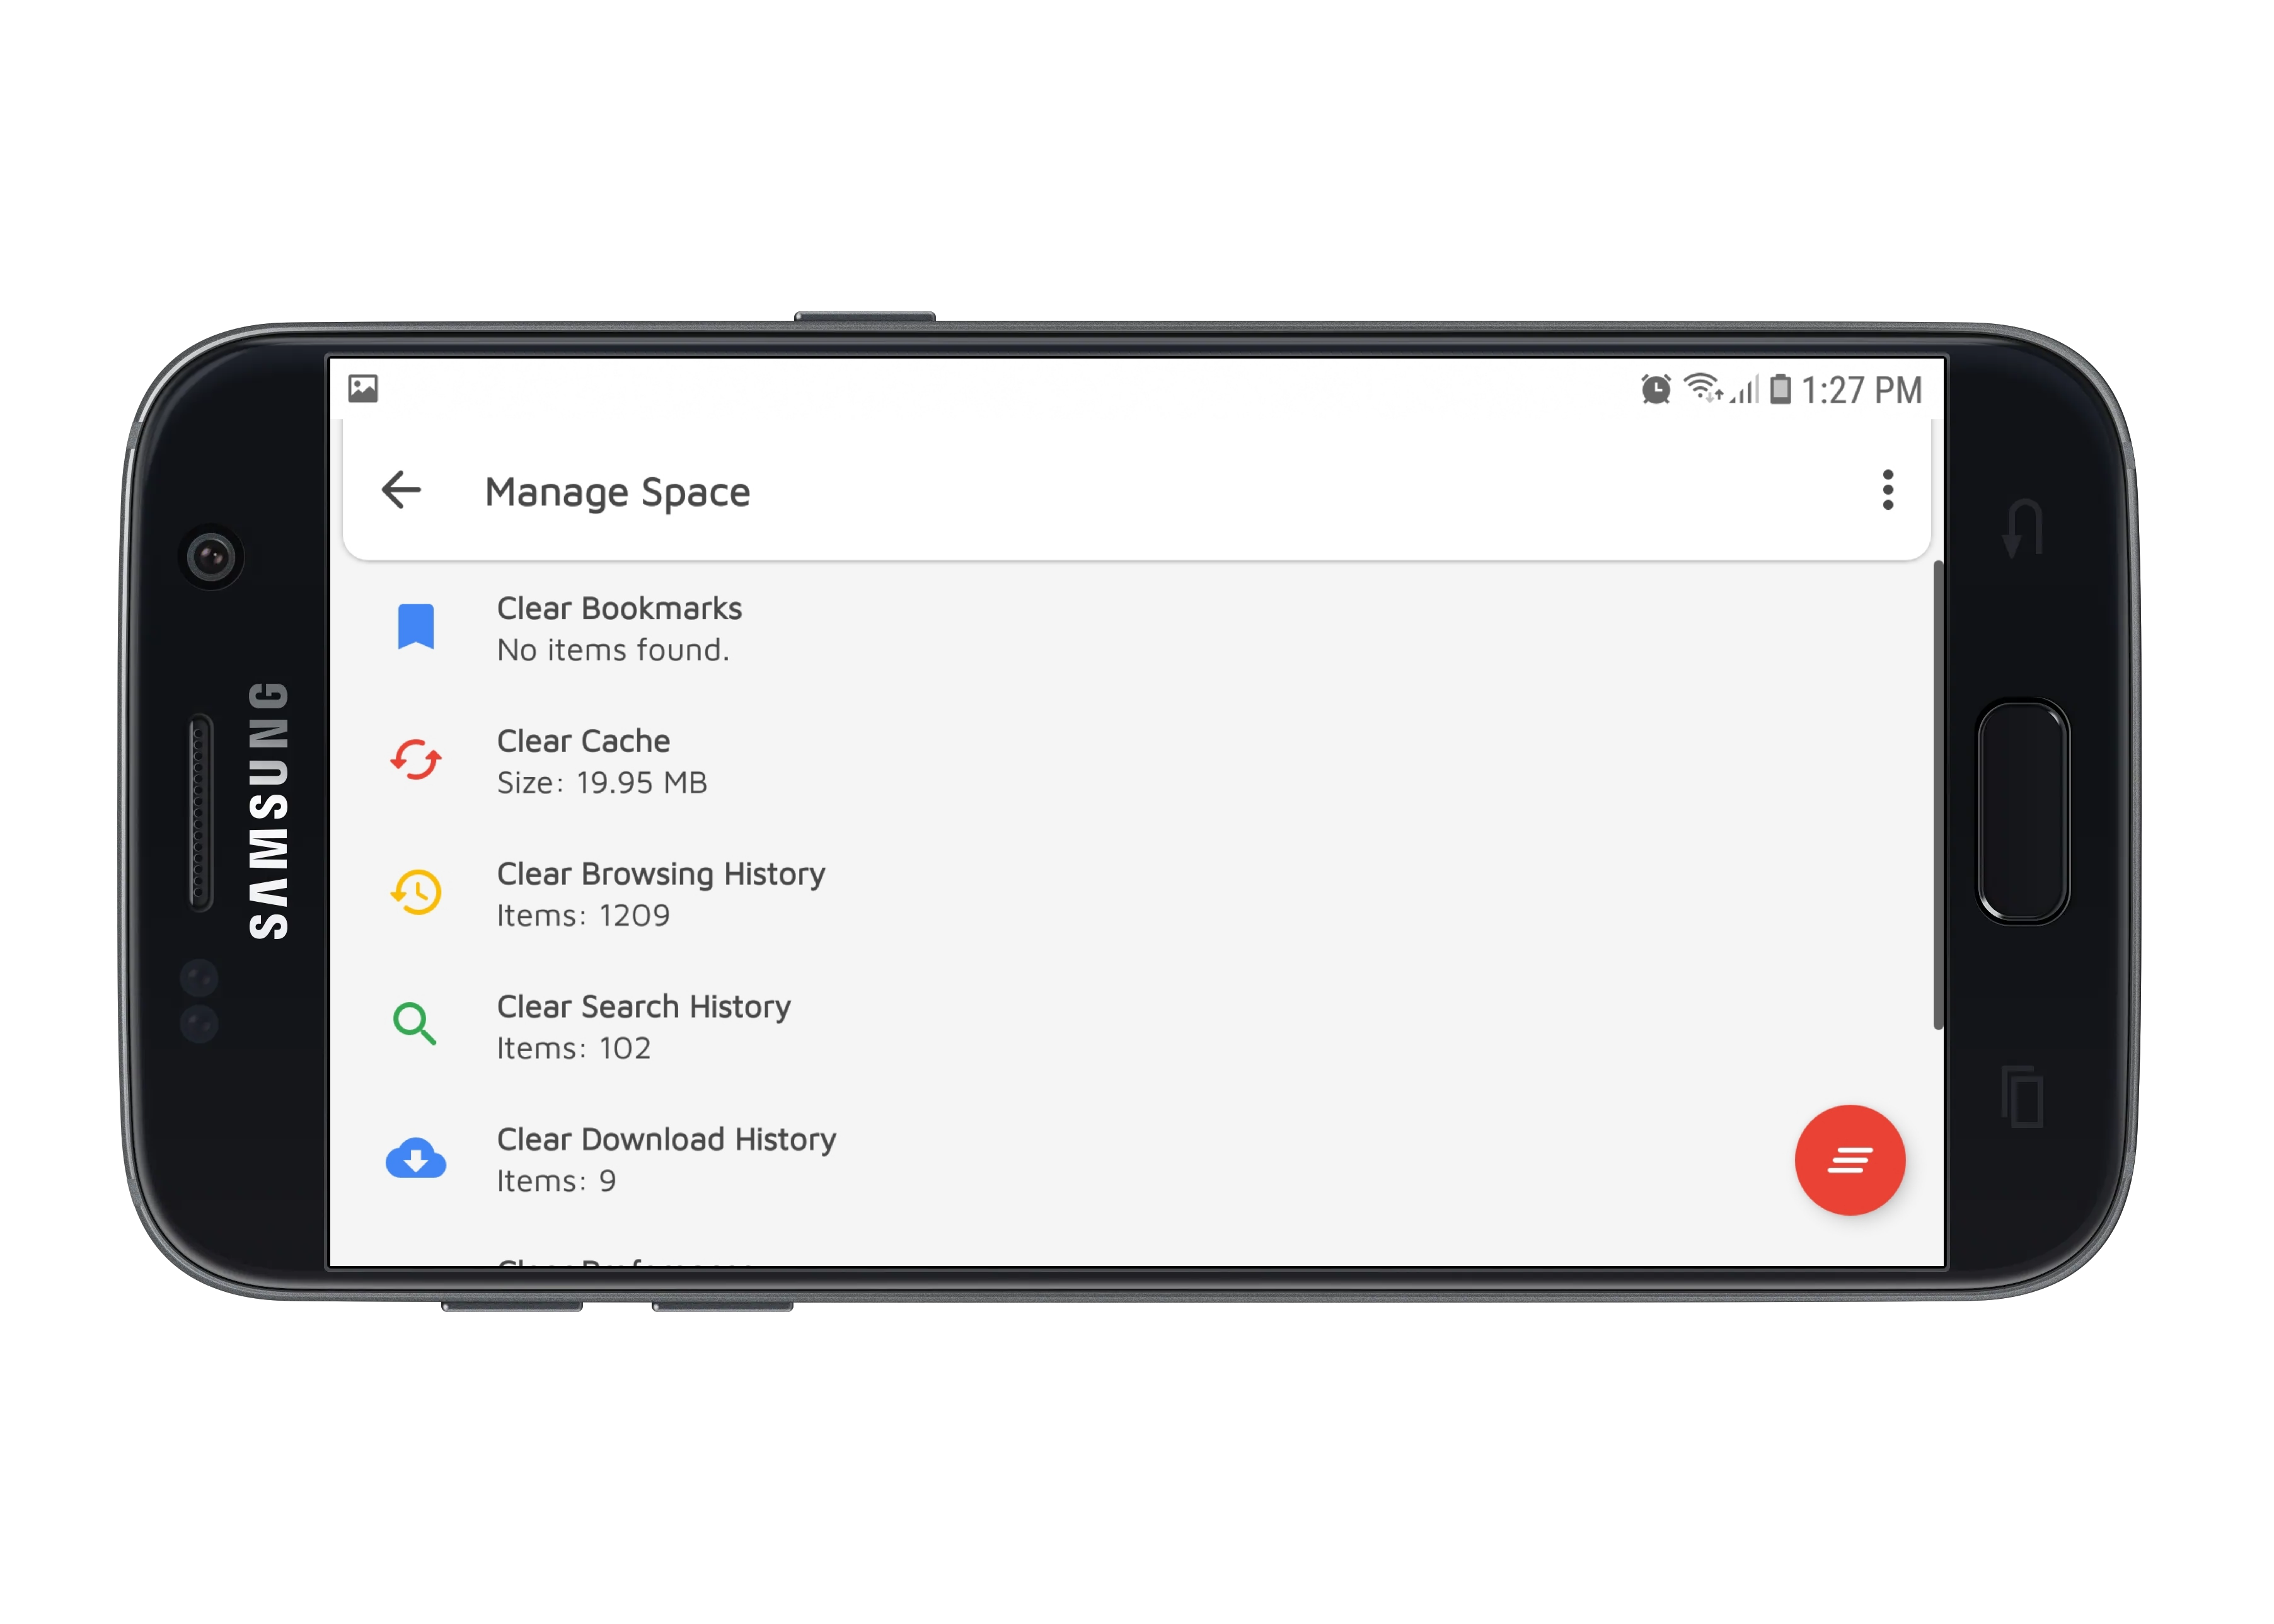 1:27 PM
Manage Space
Clear Bookmarks
No items found.
Clear Cache
Size: 19.95 MB
Clear Browsing History
Items: 1209
Clear Search History
Items: 102
Clear Download History
Items: 9
SAMSUNG